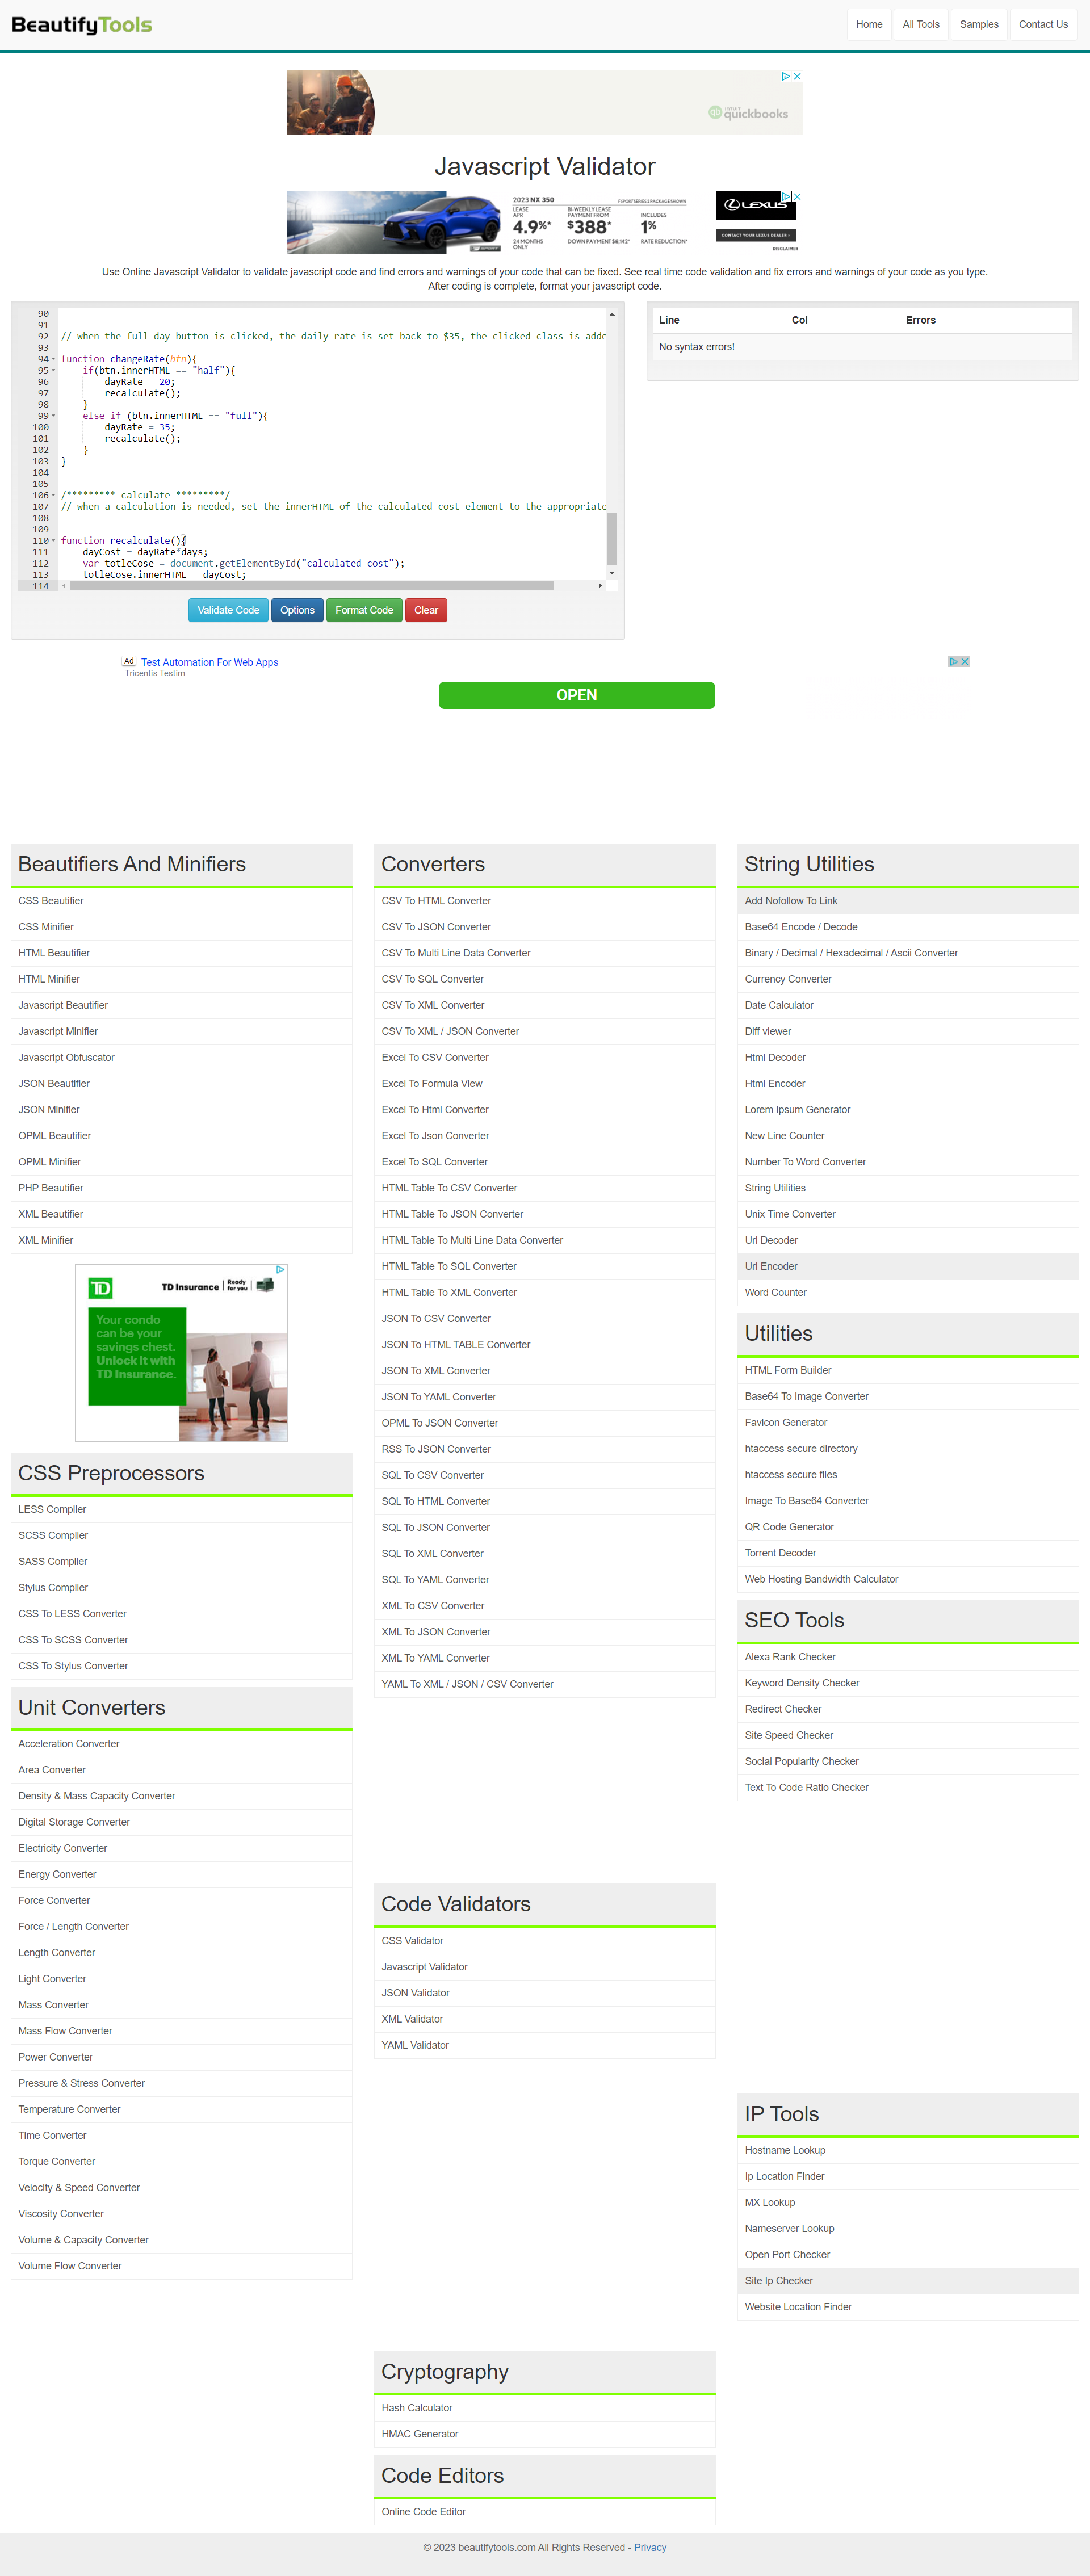 BeautifyTools
Home
All Tools
Samples
Contact Us
intuit
quickbooks
Javascript Validator
2023 NX 350
F SPORT SERIES 2 PACKAGE SHOWN
LEASE
APR
4.9%*
24 MONTHS
ONLY
BI-WEEKLY LEASE
PAYMENT FROM
$388*
DOWN PAYMENT $8,142*
INCLUDES
1%
RATE REDUCTION*
LEXUS
CONTACT YOUR LEXUS DEALER >
DISCLAIMER
Use Online Javascript Validator to validate javascript code and find errors and warnings of your code that can be fixed. See real time code validation and fix errors and warnings of your code as you type.
After coding is complete, format your javascript code.
90
91
92 // when the full-day button is clicked, the daily rate is set back to $35, the clicked class is adde
93
94 function changeRate(btn){
95 if(btn.innerHTML == "half"){
96 dayRate = 20;
97 recalculate();
98 }
99 else if (btn.innerHTML == "full"){
100 dayRate = 35;
101 recalculate();
102 }
103 }
104
105
106 /********* calculate *********/
107 // when a calculation is needed, set the innerHTML of the calculated-cost element to the appropriate
108
109
110 function recalculate(){
111 dayCost = dayRate*days;
112 var totleCose = document.getElementById("calculated-cost");
113 totleCose.innerHTML = dayCost;
114
Validate Code
Options
Format Code
Clear
Line Col Errors
No syntax errors!
Ad Test Automation For Web Apps
Tricentis Testim
OPEN
Beautifiers And Minifiers
CSS Beautifier
CSS Minifier
HTML Beautifier
HTML Minifier
Javascript Beautifier
Javascript Minifier
Javascript Obfuscator
JSON Beautifier
JSON Minifier
OPML Beautifier
OPML Minifier
PHP Beautifier
XML Beautifier
XML Minifier
TD
TD Insurance
Ready
for you
Your condo
can be your
savings chest.
Unlock it with
TD Insurance.
CSS Preprocessors
LESS Compiler
SCSS Compiler
SASS Compiler
Stylus Compiler
CSS To LESS Converter
CSS To SCSS Converter
CSS To Stylus Converter
Unit Converters
Acceleration Converter
Area Converter
Density & Mass Capacity Converter
Digital Storage Converter
Electricity Converter
Energy Converter
Force Converter
Force / Length Converter
Length Converter
Light Converter
Mass Converter
Mass Flow Converter
Power Converter
Pressure & Stress Converter
Temperature Converter
Time Converter
Torque Converter
Velocity & Speed Converter
Viscosity Converter
Volume & Capacity Converter
Volume Flow Converter
Converters
CSV To HTML Converter
CSV To JSON Converter
CSV To Multi Line Data Converter
CSV To SQL Converter
CSV To XML Converter
CSV To XML / JSON Converter
Excel To CSV Converter
Excel To Formula View
Excel To Html Converter
Excel To Json Converter
Excel To SQL Converter
HTML Table To CSV Converter
HTML Table To JSON Converter
HTML Table To Multi Line Data Converter
HTML Table To SQL Converter
HTML Table To XML Converter
JSON To CSV Converter
JSON To HTML TABLE Converter
JSON To XML Converter
JSON To YAML Converter
OPML To JSON Converter
RSS To JSON Converter
SQL To CSV Converter
SQL To HTML Converter
SQL To JSON Converter
SQL To XML Converter
SQL To YAML Converter
XML To CSV Converter
XML To JSON Converter
XML To YAML Converter
YAML To XML / JSON / CSV Converter
Code Validators
CSS Validator
Javascript Validator
JSON Validator
XML Validator
YAML Validator
Cryptography
Hash Calculator
HMAC Generator
Code Editors
Online Code Editor
String Utilities
Add Nofollow To Link
Base64 Encode / Decode
Binary / Decimal / Hexadecimal / Ascii Converter
Currency Converter
Date Calculator
Diff viewer
Html Decoder
Html Encoder
Lorem Ipsum Generator
New Line Counter
Number To Word Converter
String Utilities
Unix Time Converter
Url Decoder
Url Encoder
Word Counter
Utilities
HTML Form Builder
Base64 To Image Converter
Favicon Generator
htaccess secure directory
htaccess secure files
Image To Base64 Converter
QR Code Generator
Torrent Decoder
Web Hosting Bandwidth Calculator
SEO Tools
Alexa Rank Checker
Keyword Density Checker
Redirect Checker
Site Speed Checker
Social Popularity Checker
Text To Code Ratio Checker
IP Tools
Hostname Lookup
Ip Location Finder
MX Lookup
Nameserver Lookup
Open Port Checker
Site Ip Checker
Website Location Finder
© 2023 beautifytools.com All Rights Reserved - Privacy